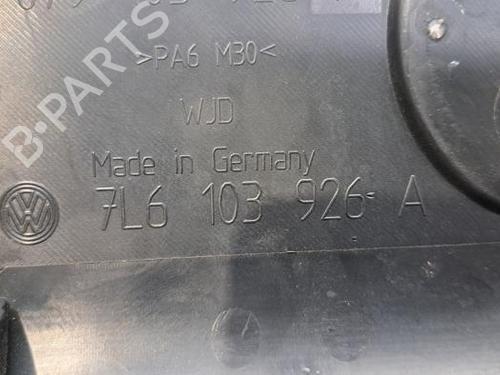 >PA6 M30<
WJD
Made in Germany
7L6 103 926 A
B-PARTS